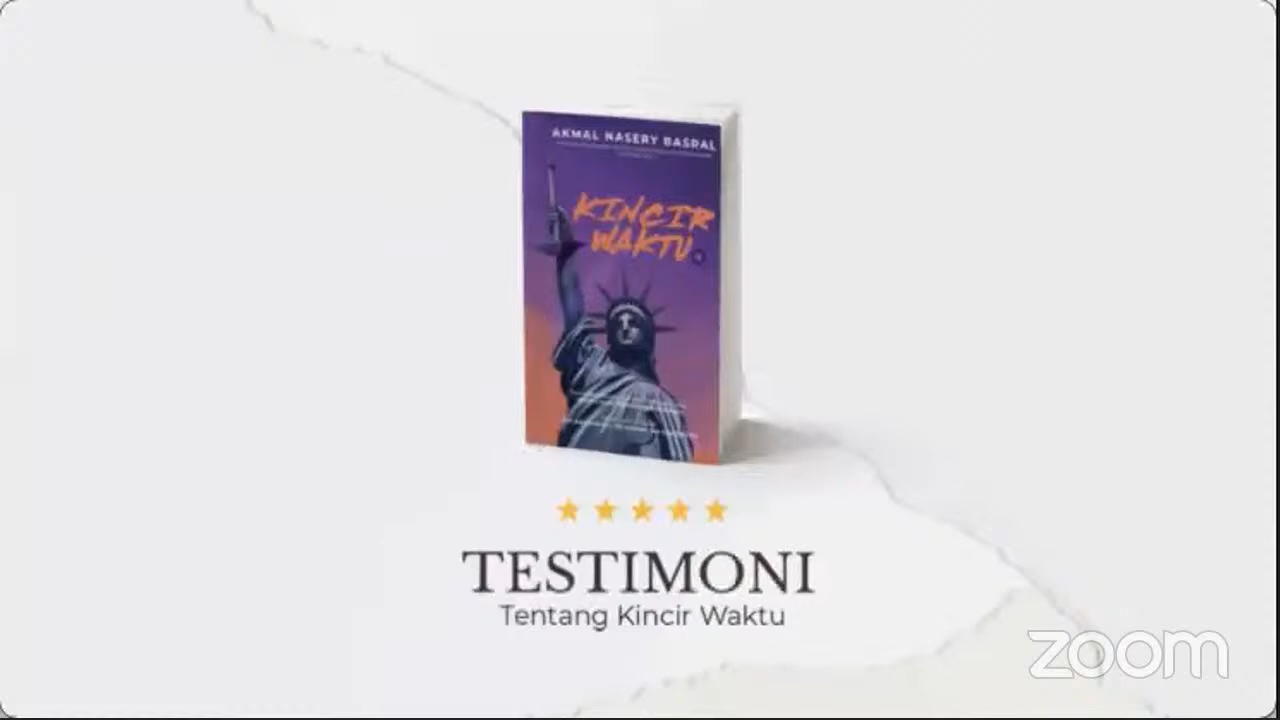 AKMAL NASERY BASRAL
KINCIR
WAKTU
TESTIMONI
Tentang Kincir Waktu
zoom